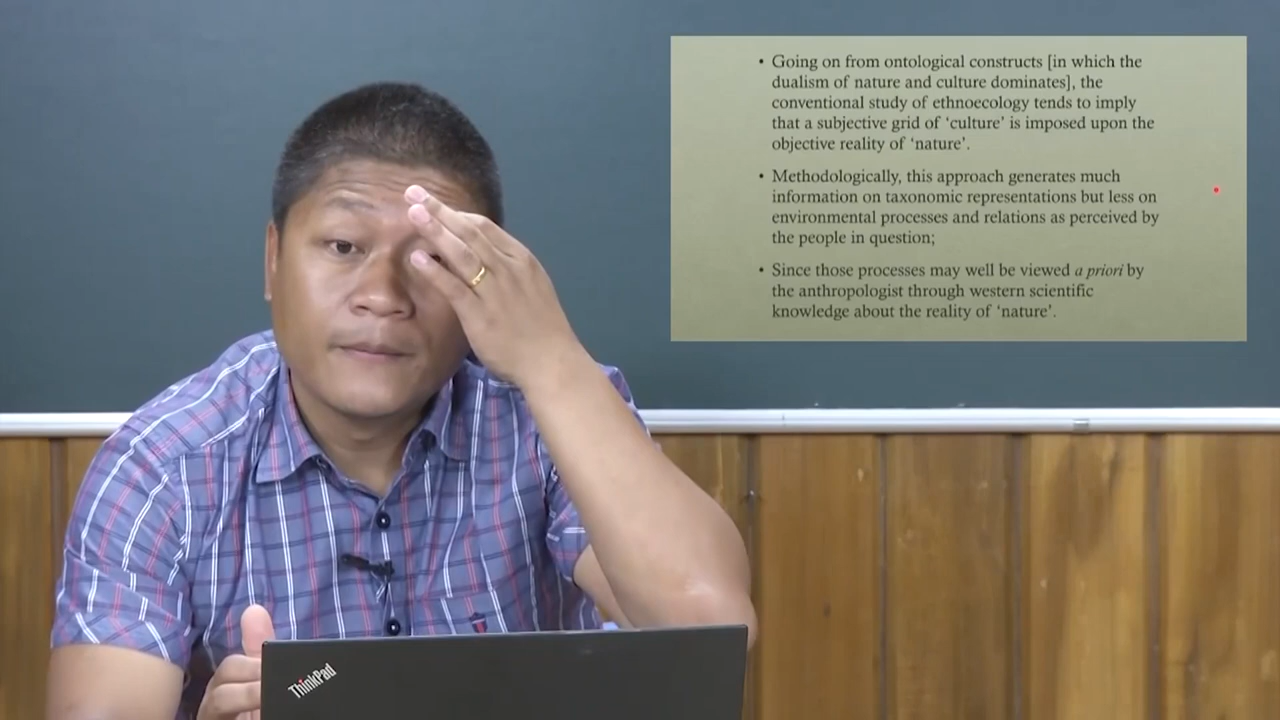 • Going on from ontological constructs [in which the
dualism of nature and culture dominates], the
conventional study of ethnoecology tends to imply
that a subjective grid of ‘culture’ is imposed upon the
objective reality of ‘nature’.
• Methodologically, this approach generates much
information on taxonomic representations but less on
environmental processes and relations as perceived by
the people in question;
• Since those processes may well be viewed a priori by
the anthropologist through western scientific
knowledge about the reality of ‘nature’.
ThinkPad